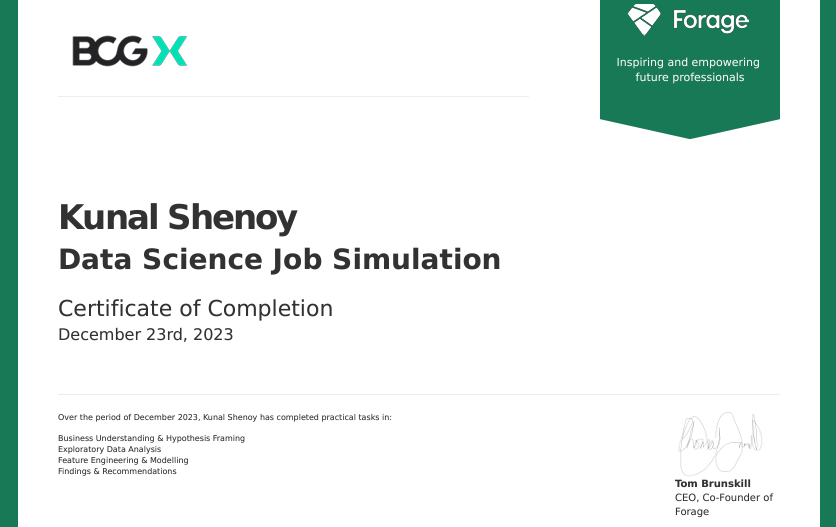 BCG X
Forage
Inspiring and empowering
future professionals
Kunal Shenoy
Data Science Job Simulation
Certificate of Completion
December 23rd, 2023
Over the period of December 2023, Kunal Shenoy has completed practical tasks in:
Business Understanding & Hypothesis Framing
Exploratory Data Analysis
Feature Engineering & Modelling
Findings & Recommendations
Tom Brunskill
CEO, Co-Founder of
Forage